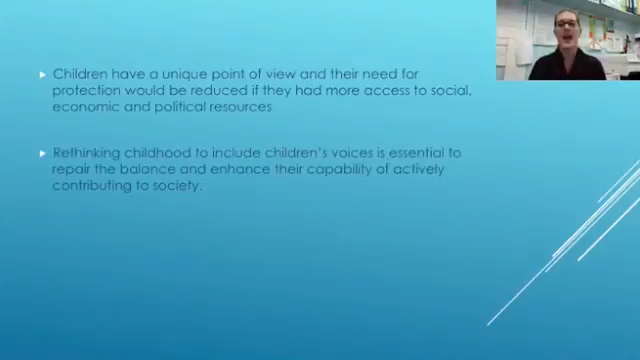 Children have a unique point of view and their need for
protection would be reduced if they had more access to social,
economic and political resources
Rethinking childhood to include children's voices is essential to
repair the balance and enhance their capability of actively
contributing to society.